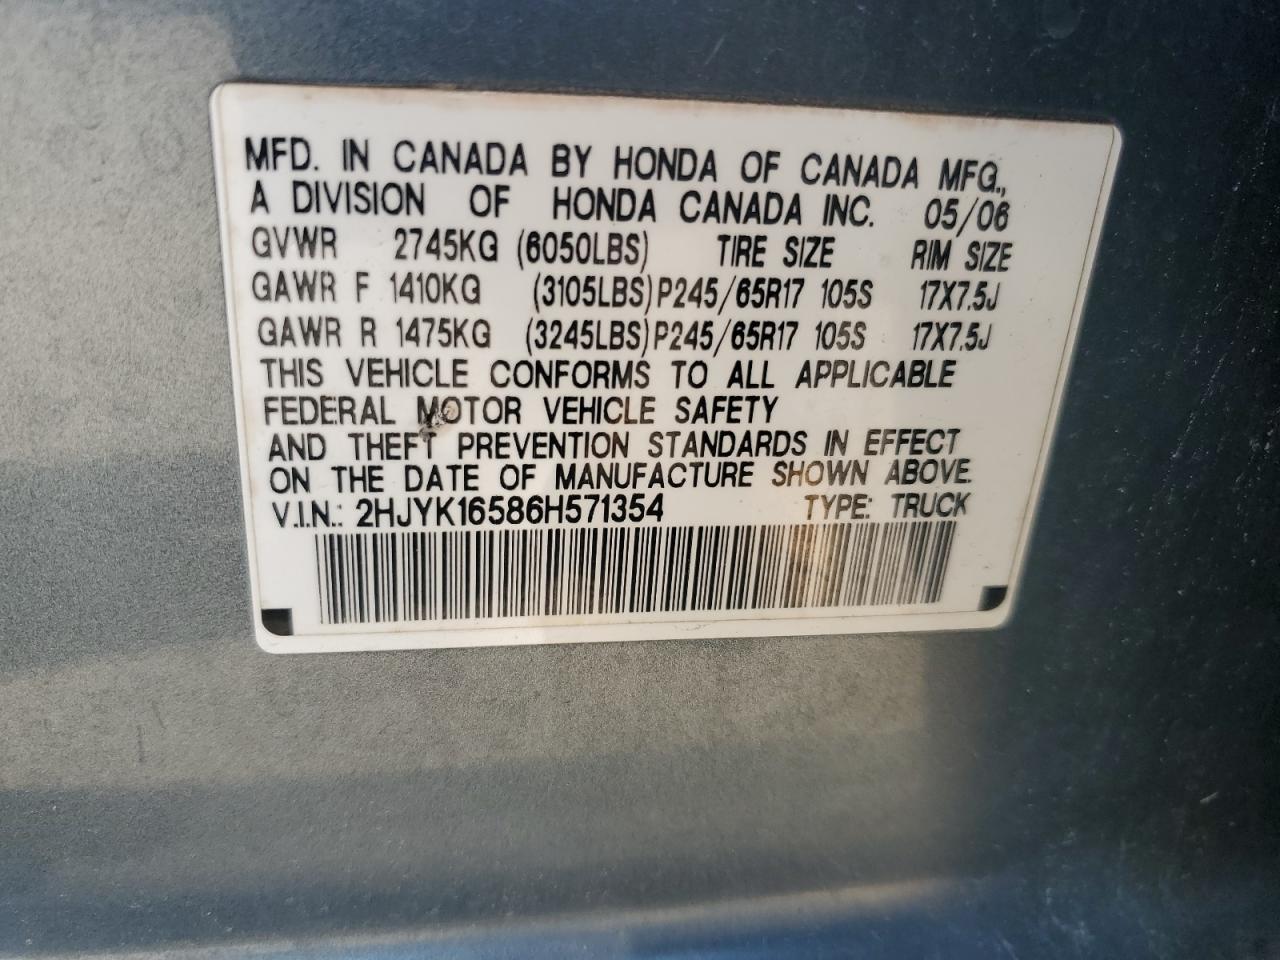 MFD. IN CANADA BY HONDA OF CANADA MFG.,
A DIVISION OF HONDA CANADA INC. 05/06
GVWR 2745KG (6050LBS) TIRE SIZE RIM SIZE
GAWR F 1410KG (3105LBS) P245/65R17 105S 17X7.5J
GAWR R 1475KG (3245LBS) P245/65R17 105S 17X7.5J
THIS VEHICLE CONFORMS TO ALL APPLICABLE
FEDERAL MOTOR VEHICLE SAFETY
AND THEFT PREVENTION STANDARDS IN EFFECT
ON THE DATE OF MANUFACTURE SHOWN ABOVE.
V.I.N.: 2HJYK16586H571354 TYPE: TRUCK